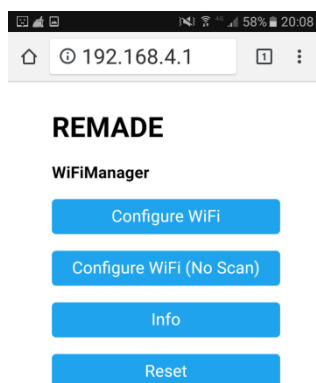 58% 20:08
192.168.4.1 1
REMADE
WiFiManager
Configure WiFi
Configure WiFi (No Scan)
Info
Reset